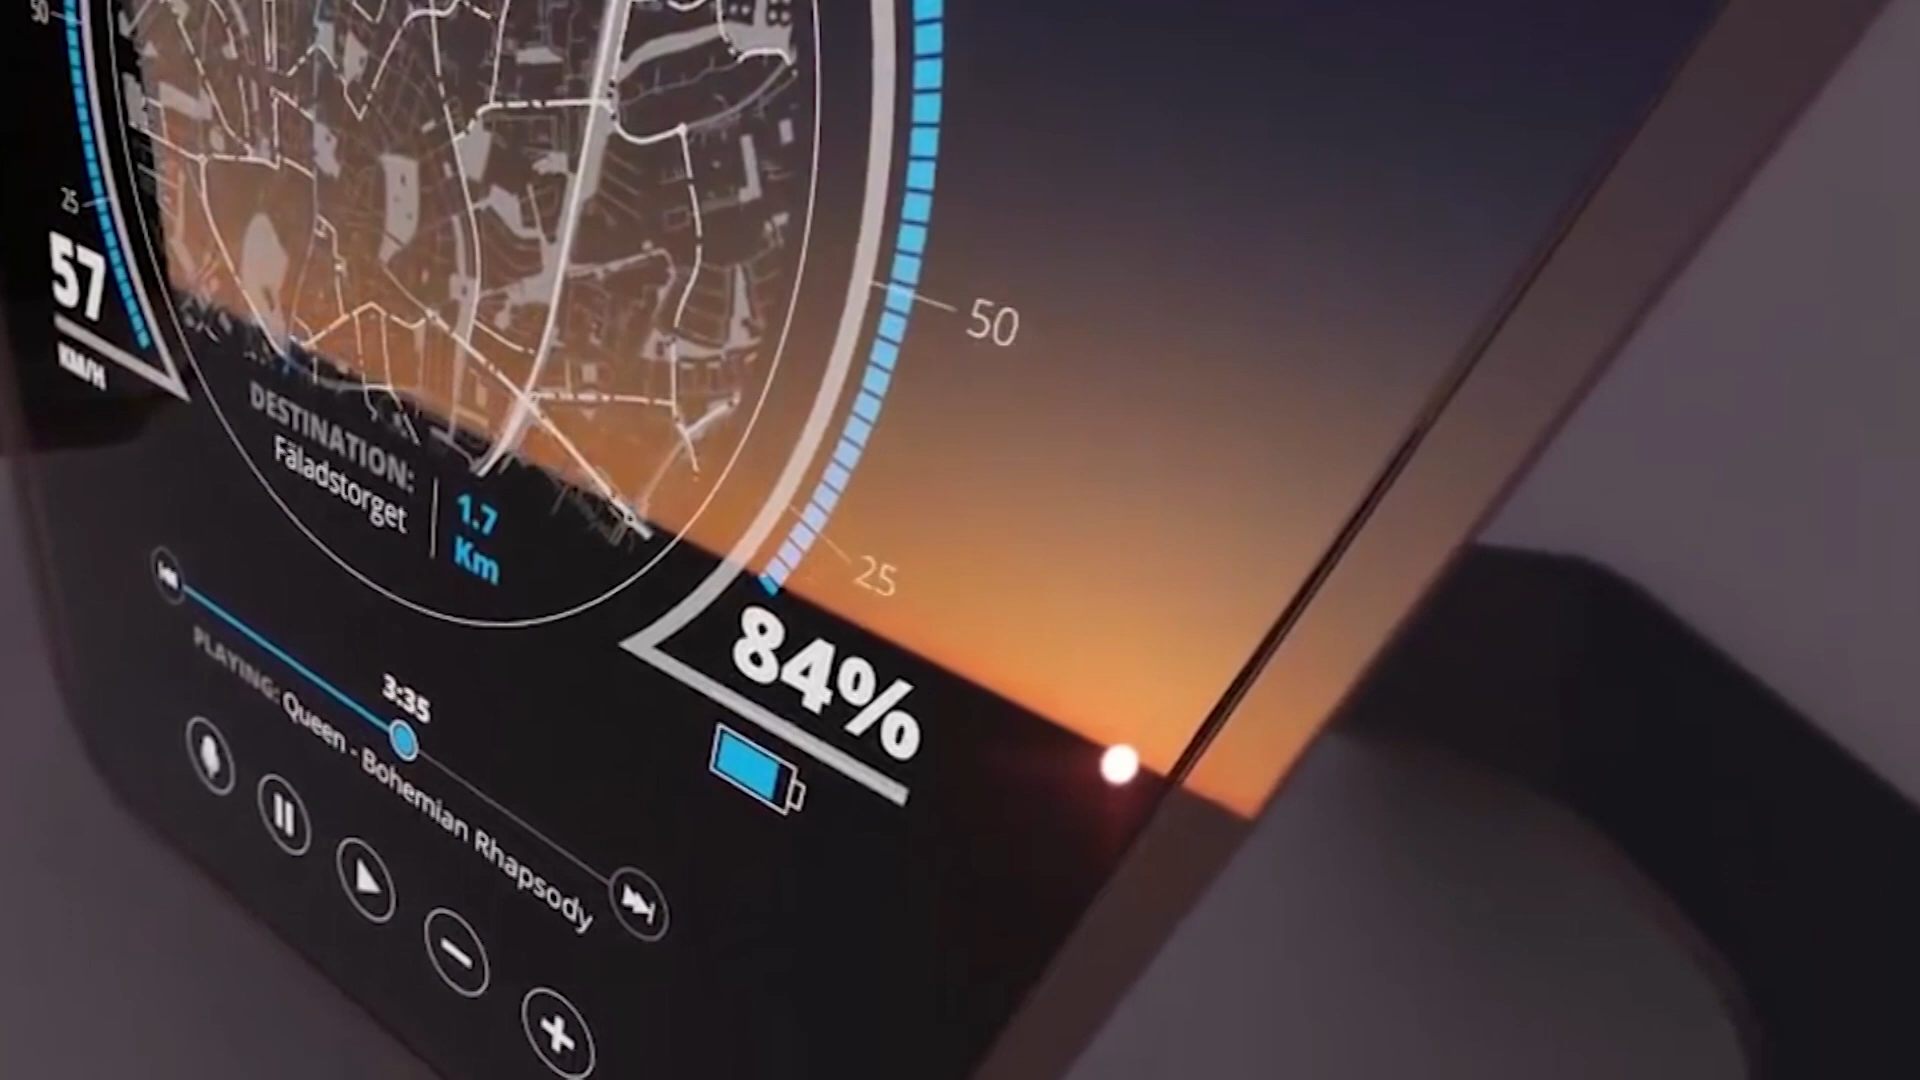 50
25
57
KM/H
DESTINATION:
Fäladstorget
1.7
Km
50
25
84%
3:35
PLAYING: Queen - Bohemian Rhapsody